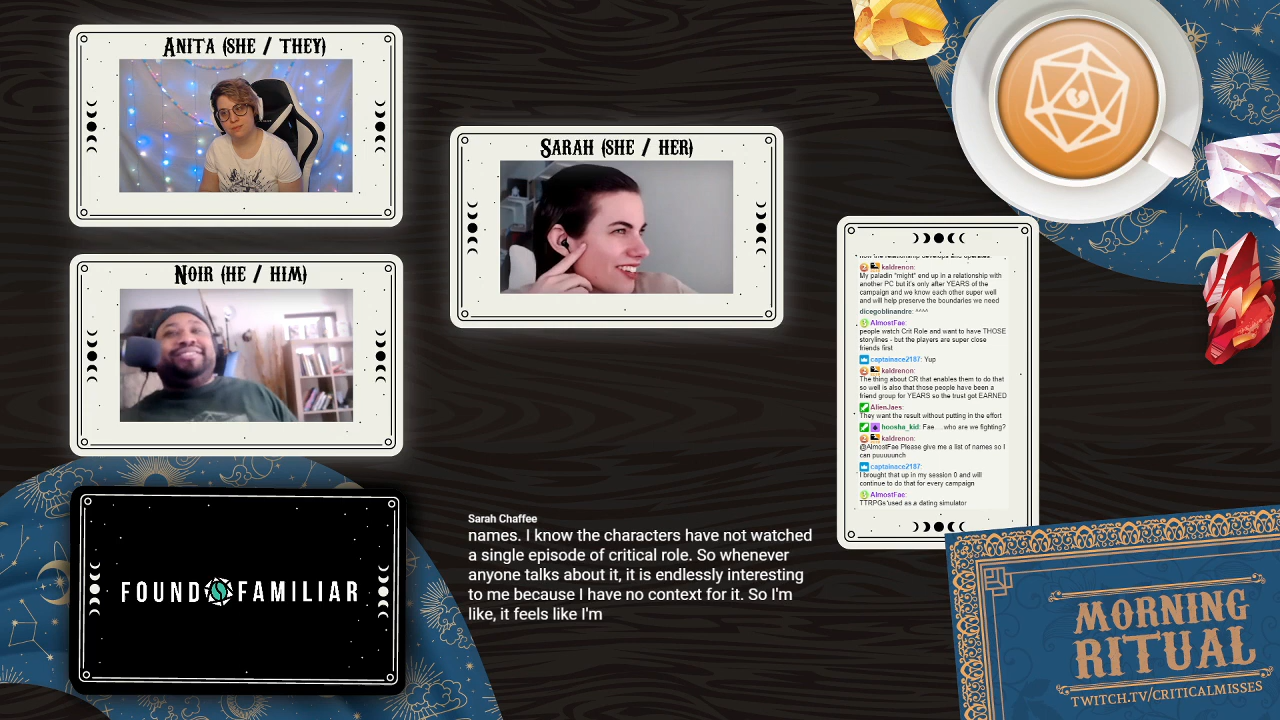 ANITA (SHE / THEY)
SARAH (SHE / HER)
NOIR (HE / HIM)
FOUND FAMILIAR
Sarah Chaffee
names. I know the characters have not watched
a single episode of critical role. So whenever
anyone talks about it, it is endlessly interesting
to me because I have no context for it. So I'm
like, it feels like I'm
now the relationship develops and operates.
kaldrenon:
My paladin *might* end up in a relationship with
another PC but it's only after YEARS of the
campaign and we know each other super well
and will help preserve the boundaries we need
dicegoblinandre: ^^^^
AlmostFae:
people watch Crit Role and want to have THOSE
storylines - but the players are super close
friends first
captainace2187: Yup
kaldrenon:
The thing about CR that enables them to do that
so well is also that those people have been a
friend group for YEARS so the trust got EARNED
AlienJaes:
They want the result without putting in the effort
hoosha_kid: Fae.... who are we fighting?
kaldrenon:
@AlmostFae Please give me a list of names so I
can puuuuunch
captainace2187:
I brought that up in my session 0 and will
continue to do that for every campaign
AlmostFae:
TTRPGs used as a dating simulator
MORNING
RITUAL
TWITCH.TV/CRITICALMISSES